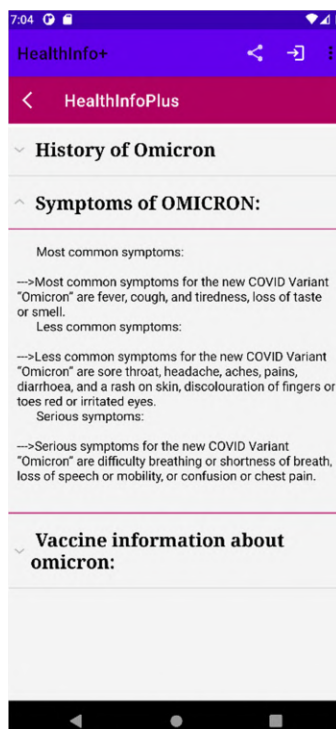 7:04
HealthInfo+
HealthInfoPlus
History of Omicron
Symptoms of OMICRON:
Most common symptoms:
--->Most common symptoms for the new COVID Variant
"Omicron" are fever, cough, and tiredness, loss of taste
or smell.
Less common symptoms:
--->Less common symptoms for the new COVID Variant
"Omicron" are sore throat, headache, aches, pains,
diarrhoea, and a rash on skin, discolouration of fingers or
toes red or irritated eyes.
Serious symptoms:
--->Serious symptoms for the new COVID Variant
"Omicron" are difficulty breathing or shortness of breath,
loss of speech or mobility, or confusion or chest pain.
Vaccine information about
omicron: